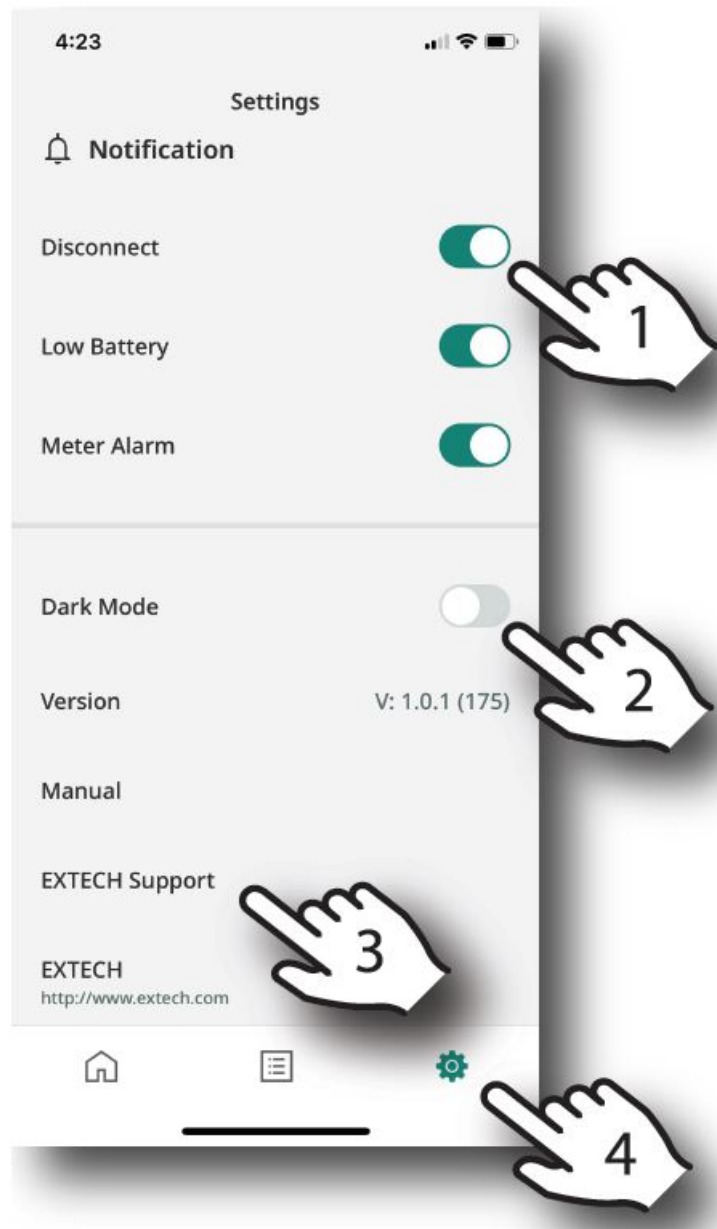 4:23
Settings
Notification
Disconnect
1
Low Battery
Meter Alarm
Dark Mode
2
Version V: 1.0.1 (175)
Manual
EXTECH Support
3
EXTECH
http://www.extech.com
4